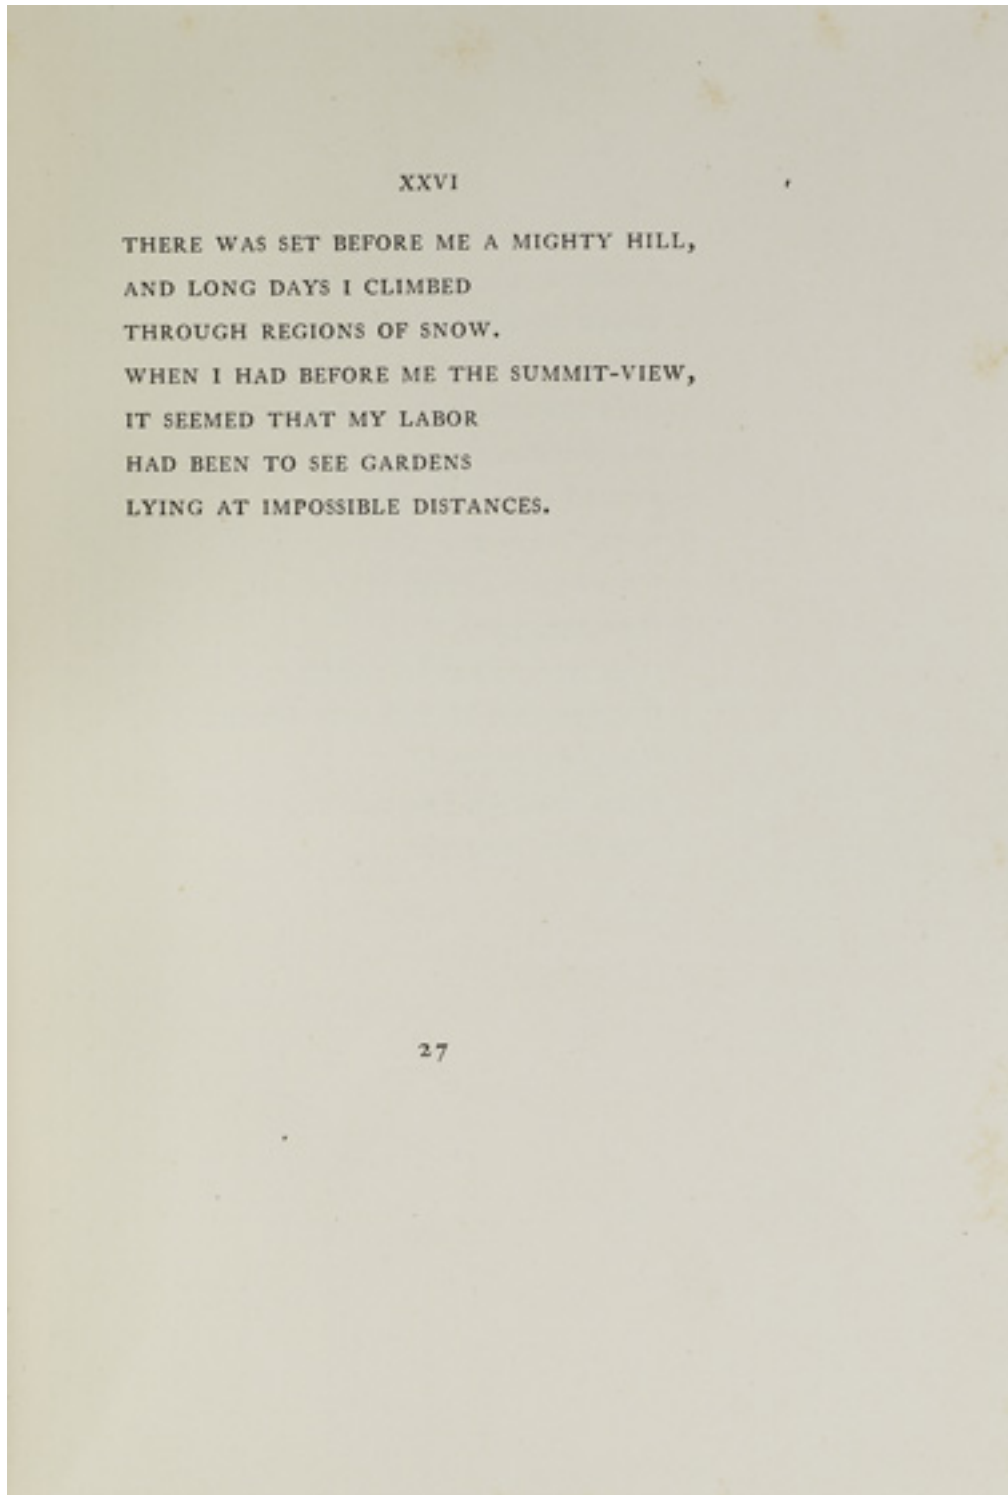 XXVI
THERE WAS SET BEFORE ME A MIGHTY HILL,
AND LONG DAYS I CLIMBED
THROUGH REGIONS OF SNOW.
WHEN I HAD BEFORE ME THE SUMMIT-VIEW,
IT SEEMED THAT MY LABOR
HAD BEEN TO SEE GARDENS
LYING AT IMPOSSIBLE DISTANCES.
27